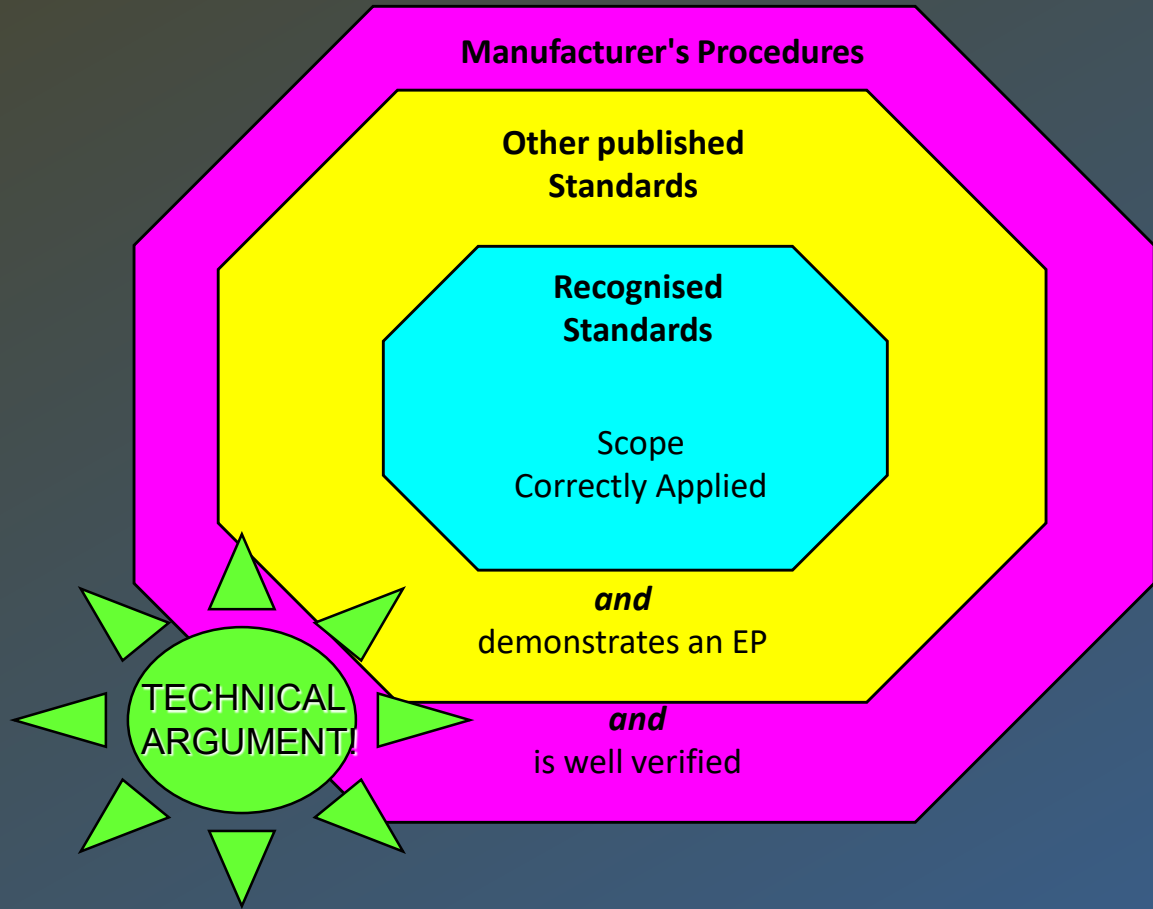 Manufacturer's Procedures
Other published
Standards
Recognised
Standards
Scope
Correctly Applied
and
demonstrates an EP
and
is well verified
TECHNICAL
ARGUMENT!